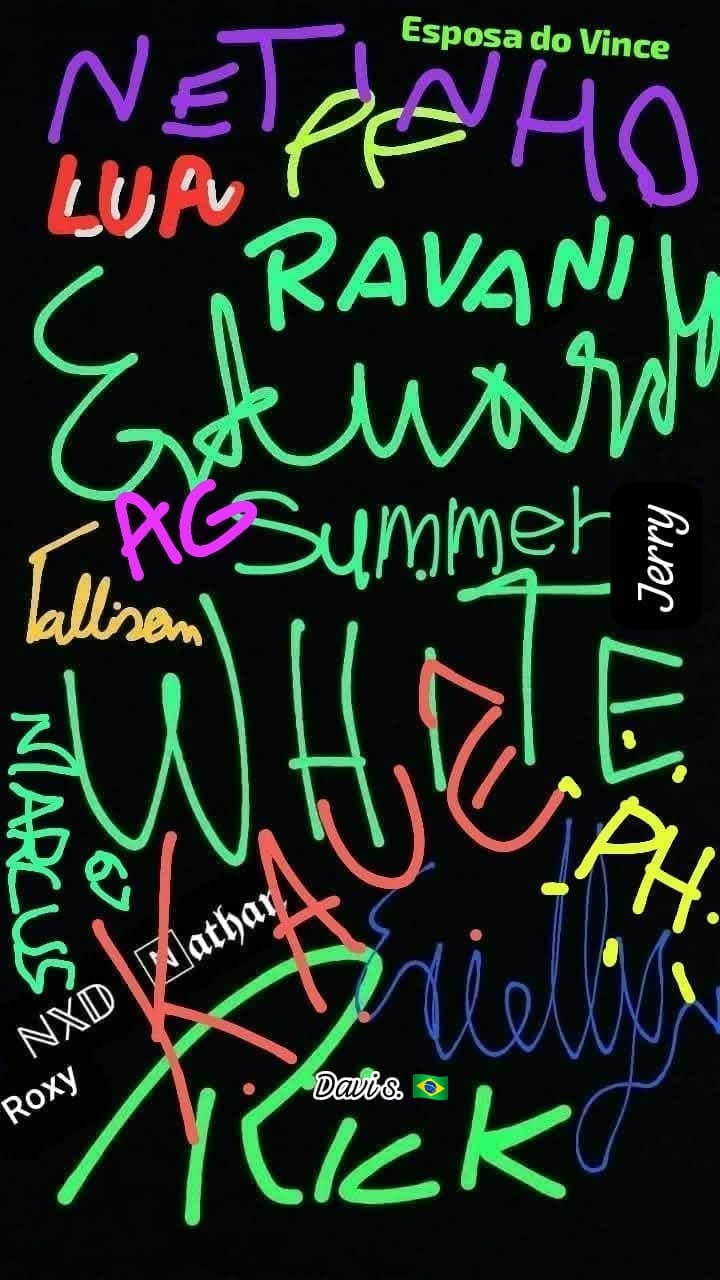 Esposa do Vince
NETINHO
PP
LUA
RAVANI
Eduardo
AG
Summer
Jerry
Tallison
WHITE
MARCUS
KAUE
PH.
Nathan
Erielly
NXD
Roxy
Davi s. 🇧🇷
RICK